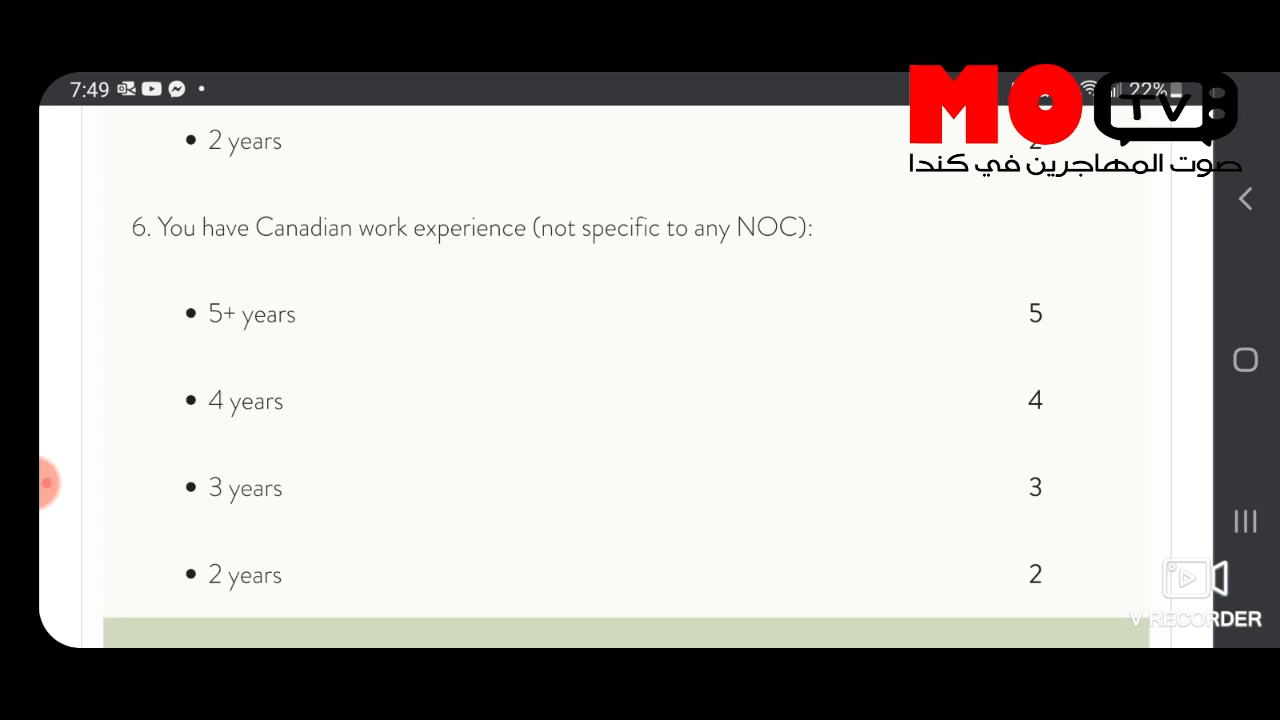 7:49
22%
MO TV
صوت المهاجرين في كندا
• 2 years 2
6. You have Canadian work experience (not specific to any NOC):
• 5+ years 5
• 4 years 4
• 3 years 3
• 2 years 2
V RECORDER